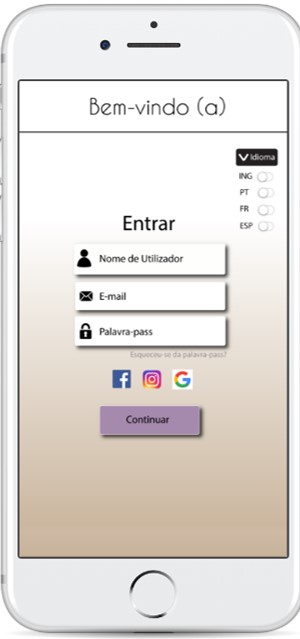 Bem-vindo (a)
Idioma
ING
PT
FR
ESP
Entrar
Nome de Utilizador
E-mail
Palavra-pass
Esqueceu-se da palavra-pass?
Continuar